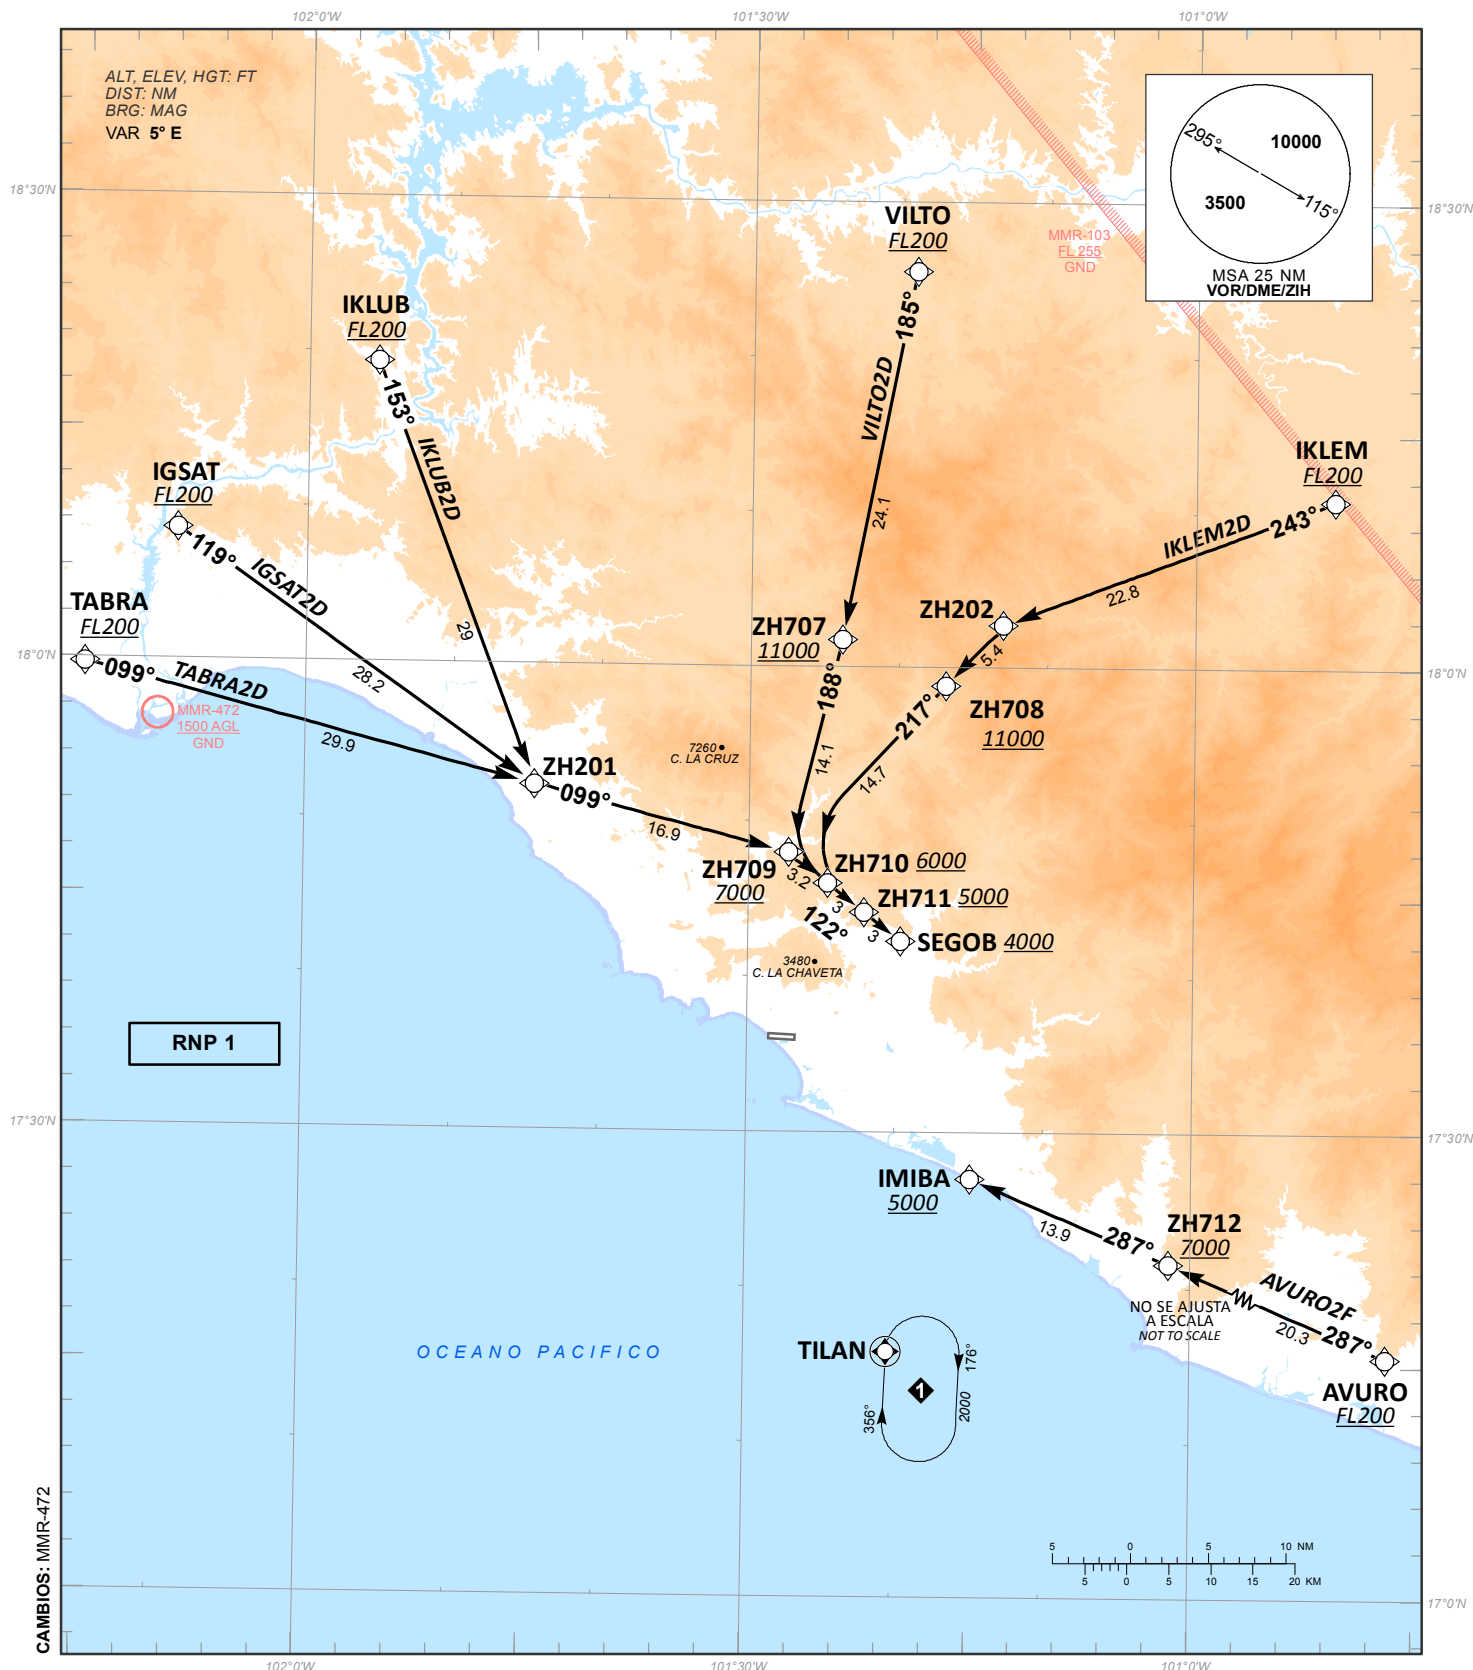 102°0'W
101°30'W
101°0'W
ALT, ELEV, HGT: FT
DIST: NM
BRG: MAG
VAR 5° E
295°
10000
3500
115°
MSA 25 NM
VOR/DME/ZIH
18°30'N
18°30'N
VILTO
FL200
185°
VILTO2D
24.1
MMR-103
FL 255
GND
IKLUB
FL200
153°
IKLUB2D
29
IKLEM
FL200
243°
IKLEM2D
22.8
IGSAT
FL200
119°
IGSAT2D
28.2
TABRA
FL200
099°
TABRA2D
29.9
MMR-472
1500 AGL
GND
ZH707
11000
188°
14.1
ZH202
5.4
ZH708
11000
217°
14.7
18°0'N
18°0'N
7260
C. LA CRUZ
ZH201
099°
16.9
ZH709
7000
3.2
ZH710 6000
3
ZH711 5000
122°
3
SEGOB 4000
3480
C. LA CHAVETA
RNP 1
17°30'N
17°30'N
IMIBA
5000
13.9
287°
ZH712
7000
AVURO2F
20.3
287°
NO SE AJUSTA
A ESCALA
NOT TO SCALE
AVURO
FL200
OCEANO PACIFICO
TILAN
176°
1
2000
356°
5 0 5 10 NM
5 0 5 10 15 20 KM
CAMBIOS: MMR-472
17°0'N
102°0'W
101°30'W
101°0'W